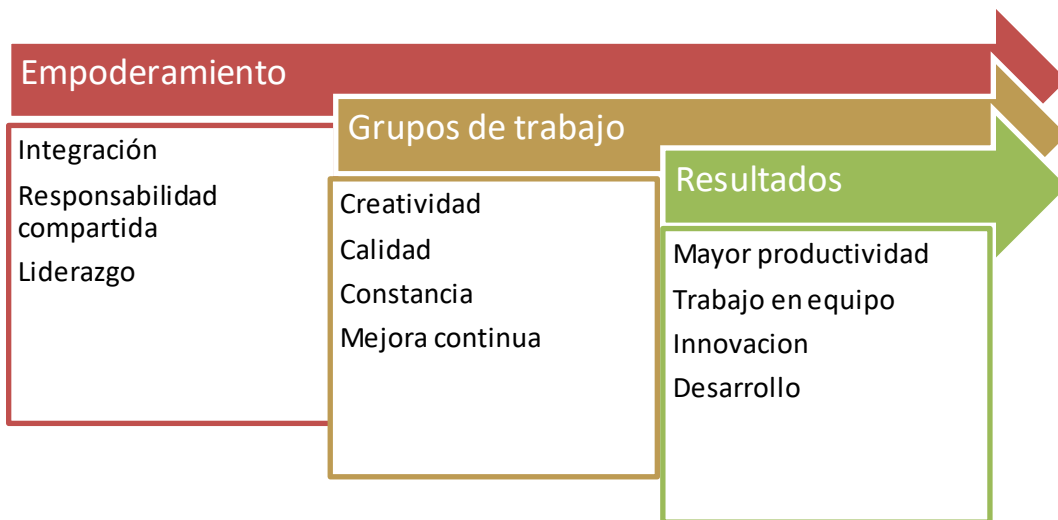 Empoderamiento
Integración
Responsabilidad
compartida
Liderazgo
Grupos de trabajo
Creatividad
Calidad
Constancia
Mejora continua
Resultados
Mayor productividad
Trabajo en equipo
Innovacion
Desarrollo